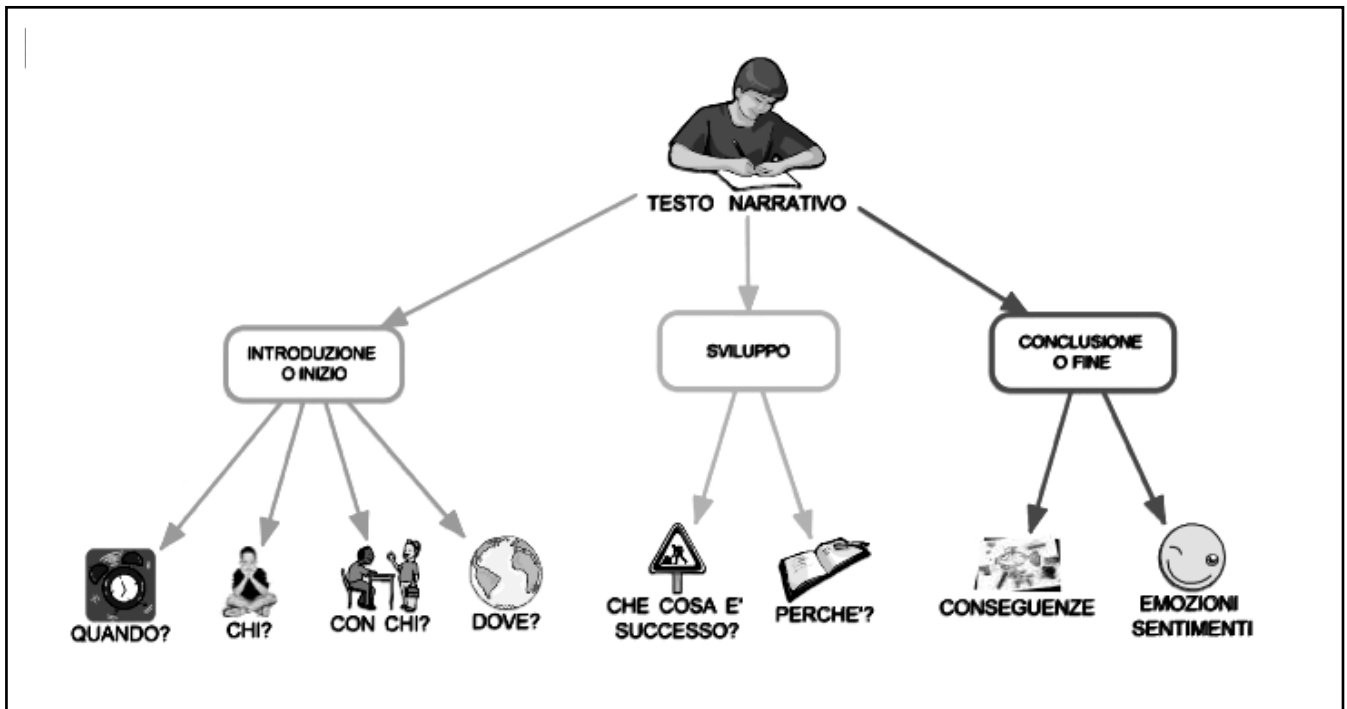 TESTO NARRATIVO
INTRODUZIONE
O INIZIO
SVILUPPO
CONCLUSIONE
O FINE
QUANDO?
CHI?
CON CHI?
DOVE?
CHE COSA E'
SUCCESSO?
PERCHE'?
CONSEGUENZE
EMOZIONI
SENTIMENTI